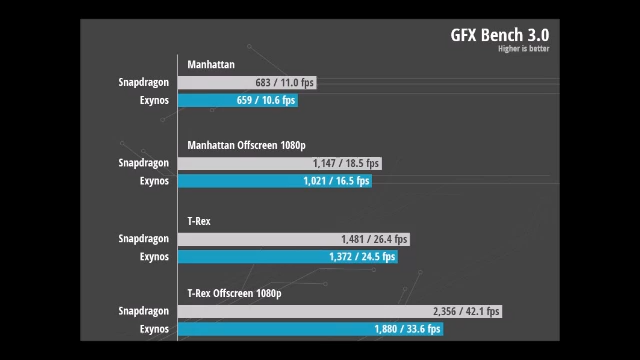 GFX Bench 3.0
Higher is better
Manhattan
Snapdragon 683 / 11.0 fps
Exynos 659 / 10.6 fps
Manhattan Offscreen 1080p
Snapdragon 1,147 / 18.5 fps
Exynos 1,021 / 16.5 fps
T-Rex
Snapdragon 1,481 / 26.4 fps
Exynos 1,372 / 24.5 fps
T-Rex Offscreen 1080p
Snapdragon 2,356 / 42.1 fps
Exynos 1,880 / 33.6 fps